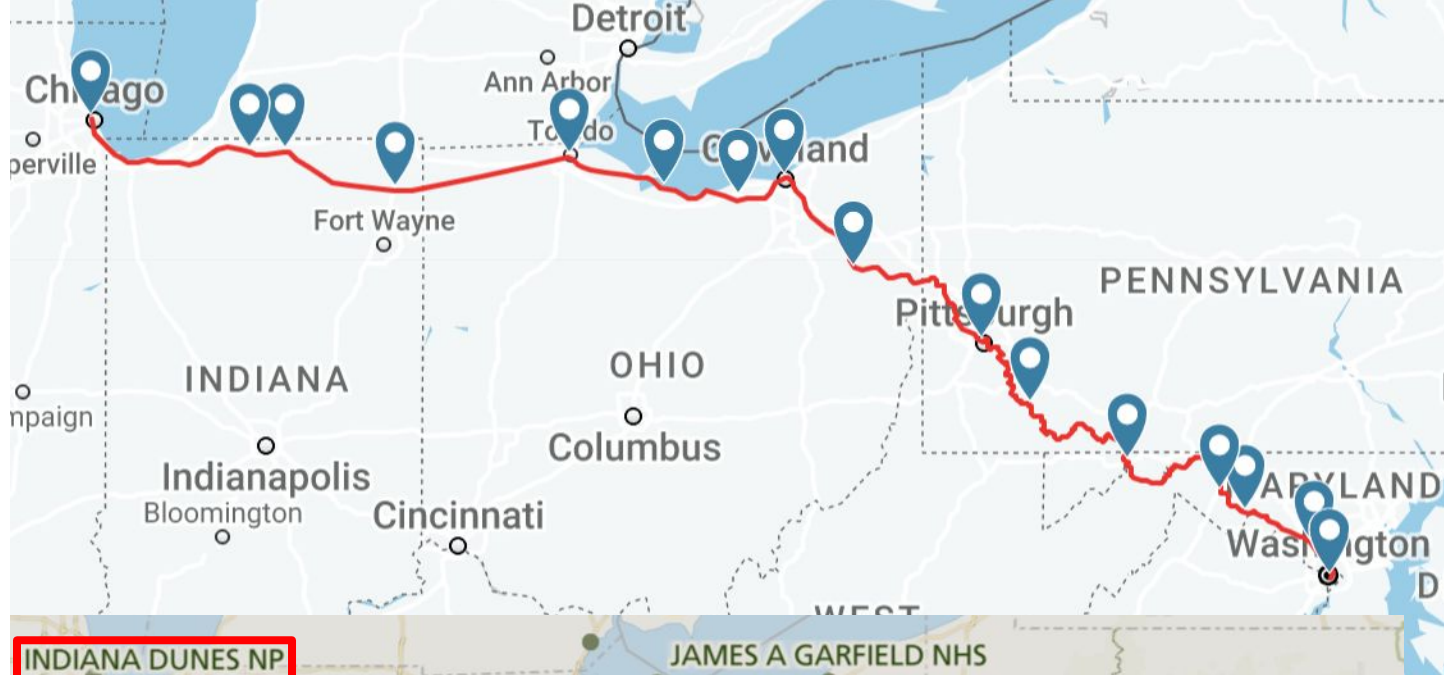 Detroit
Ann Arbor
Chicago
Toledo
Cleveland
perville
Fort Wayne
PENNSYLVANIA
Pittsburgh
OHIO
INDIANA
mpaign
Columbus
Indianapolis
MARYLAND
Bloomington
Cincinnati
Washington
D
WEST
INDIANA DUNES NP
JAMES A GARFIELD NHS